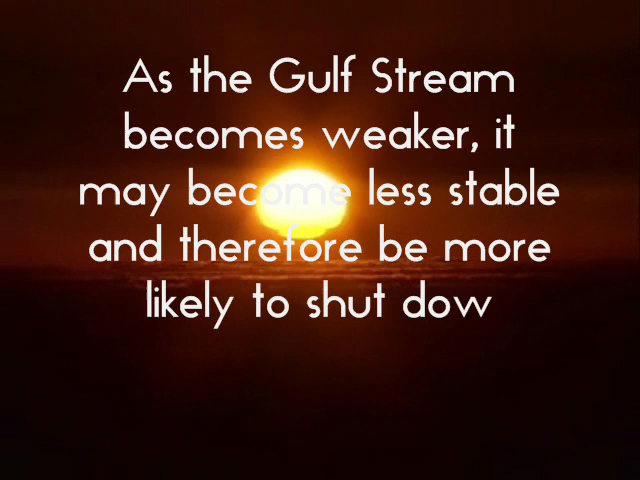 As the Gulf Stream
becomes weaker, it
may become less stable
and therefore be more
likely to shut dow